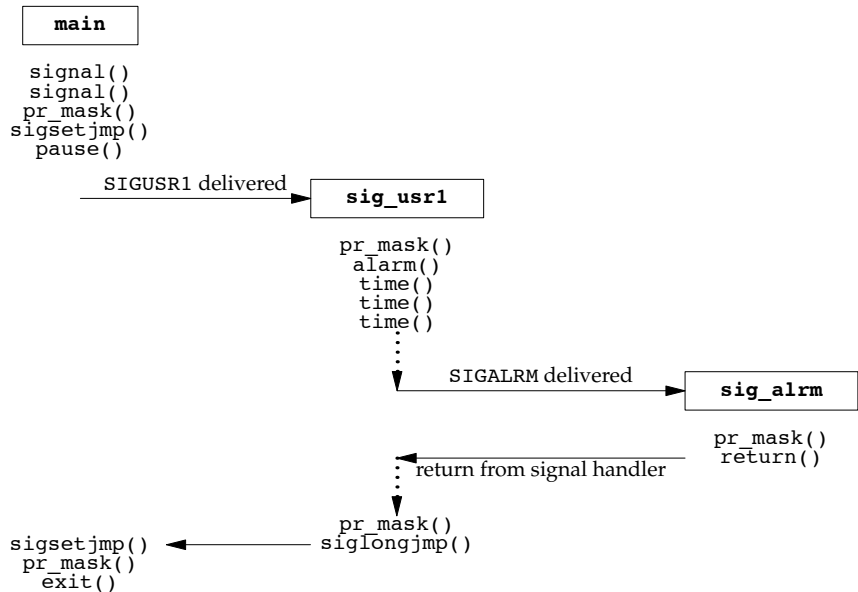 main
signal()
signal()
pr_mask()
sigsetjmp()
pause()
SIGUSR1 delivered
sig_usr1
pr_mask()
alarm()
time()
time()
time()
SIGALRM delivered
sig_alrm
pr_mask()
return()
return from signal handler
pr_mask()
siglongjmp()
sigsetjmp()
pr_mask()
exit()